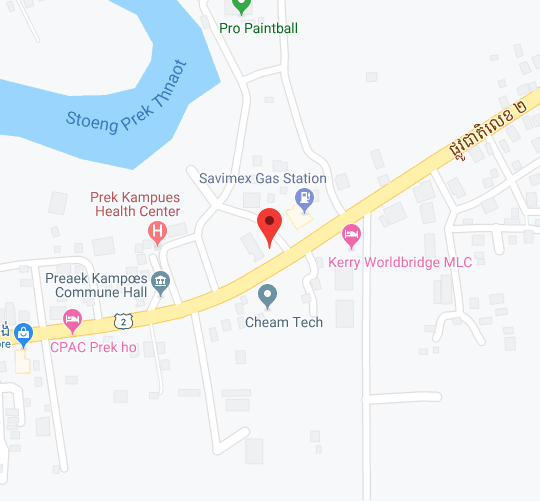 Pro Paintball
Stoeng Prek Thnaot
ផ្លូវជាតិលេខ ២
Savimex Gas Station
Prek Kampues
Health Center
H
Kerry Worldbridge MLC
Preaek Kampœs
Commune Hall
2
Cheam Tech
CPAC Prek ho
ore